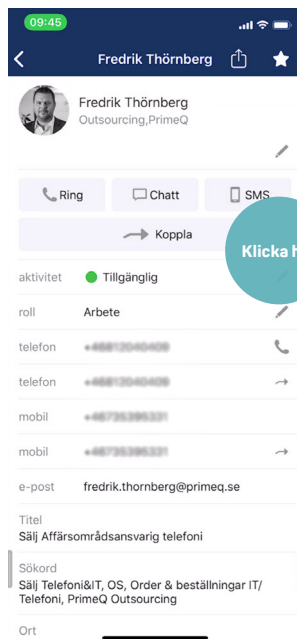 09:45
Fredrik Thörnberg
Fredrik Thörnberg
Outsourcing,PrimeQ
Ring
Chatt
SMS
Koppla
Klicka h
aktivitet Tillgänglig
roll Arbete
telefon
telefon
mobil
mobil
e-post fredrik.thornberg@primeq.se
Titel
Sälj Affärsområdsansvarig telefoni
Sökord
Sälj Telefoni&IT, OS, Order & beställningar IT/
Telefoni, PrimeQ Outsourcing
Ort